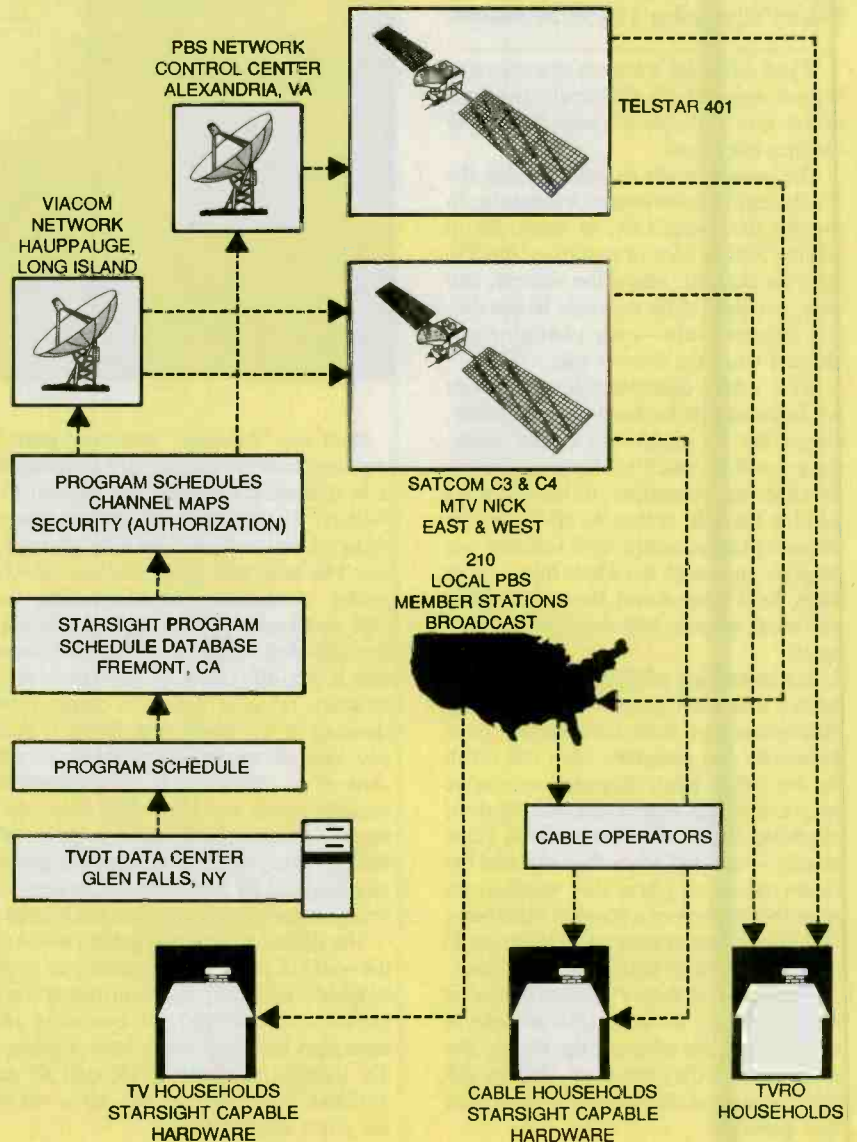 PBS NETWORK
CONTROL CENTER
ALEXANDRIA, VA
TELSTAR 401
VIACOM
NETWORK
HAUPPAUGE,
LONG ISLAND
PROGRAM SCHEDULES
CHANNEL MAPS
SECURITY (AUTHORIZATION)
SATCOM C3 & C4
MTV NICK
EAST & WEST
210
LOCAL PBS
MEMBER STATIONS
BROADCAST
STARSIGHT PROGRAM
SCHEDULE DATABASE
FREMONT, CA
PROGRAM SCHEDULE
TVDT DATA CENTER
GLEN FALLS, NY
CABLE OPERATORS
TV HOUSEHOLDS
STARSIGHT CAPABLE
HARDWARE
CABLE HOUSEHOLDS
STARSIGHT CAPABLE
HARDWARE
TVRO
HOUSEHOLDS